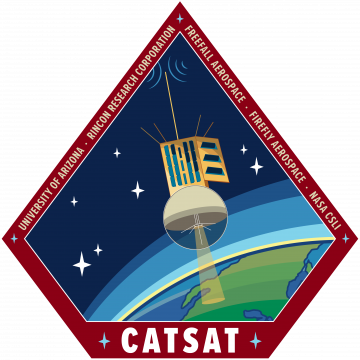 UNIVERSITY OF ARIZONA · RINCON RESEARCH CORPORATION
FREEFALL AEROSPACE · FIREFLY AEROSPACE · NASA CSLI
CATSAT